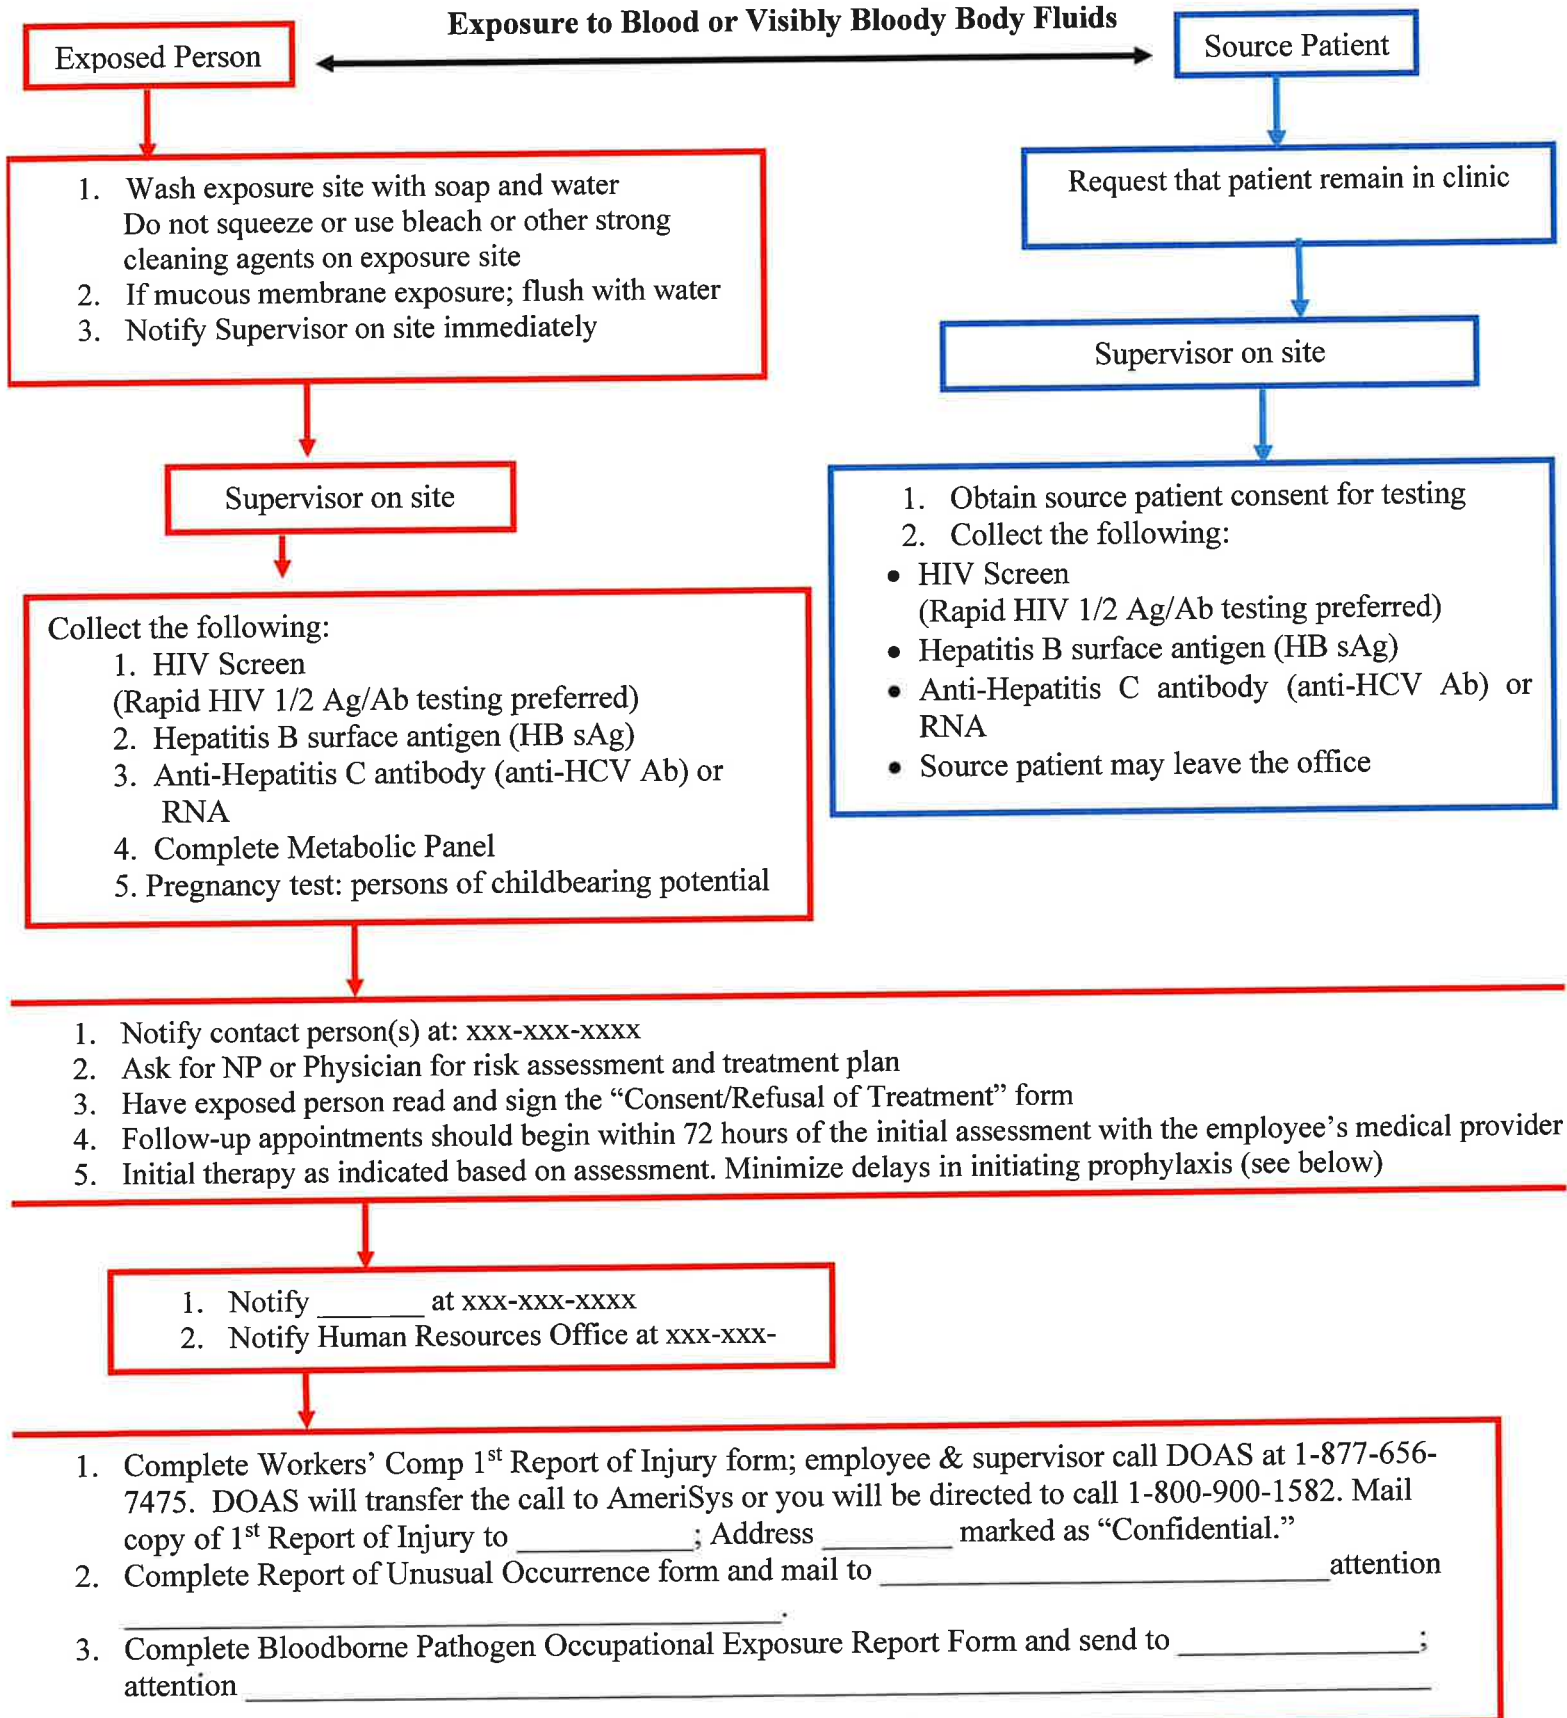 Exposure to Blood or Visibly Bloody Body Fluids
Exposed Person
Source Patient
1. Wash exposure site with soap and water
Do not squeeze or use bleach or other strong
cleaning agents on exposure site
2. If mucous membrane exposure; flush with water
3. Notify Supervisor on site immediately
Request that patient remain in clinic
Supervisor on site
Supervisor on site
1. Obtain source patient consent for testing
2. Collect the following:
• HIV Screen
(Rapid HIV 1/2 Ag/Ab testing preferred)
• Hepatitis B surface antigen (HB sAg)
• Anti-Hepatitis C antibody (anti-HCV Ab) or
RNA
• Source patient may leave the office
Collect the following:
1. HIV Screen
(Rapid HIV 1/2 Ag/Ab testing preferred)
2. Hepatitis B surface antigen (HB sAg)
3. Anti-Hepatitis C antibody (anti-HCV Ab) or
RNA
4. Complete Metabolic Panel
5. Pregnancy test: persons of childbearing potential
1. Notify contact person(s) at: xxx-xxx-xxxx
2. Ask for NP or Physician for risk assessment and treatment plan
3. Have exposed person read and sign the “Consent/Refusal of Treatment” form
4. Follow-up appointments should begin within 72 hours of the initial assessment with the employee’s medical provider
5. Initial therapy as indicated based on assessment. Minimize delays in initiating prophylaxis (see below)
1. Notify _______ at xxx-xxx-xxxx
2. Notify Human Resources Office at xxx-xxx-
1. Complete Workers’ Comp 1st Report of Injury form; employee & supervisor call DOAS at 1-877-656-
7475. DOAS will transfer the call to AmeriSys or you will be directed to call 1-800-900-1582. Mail
copy of 1st Report of Injury to ___________; Address ________ marked as “Confidential.”
2. Complete Report of Unusual Occurrence form and mail to ____________________________attention
_________________________________________.
3. Complete Bloodborne Pathogen Occupational Exposure Report Form and send to _______________;
attention __________________________________________________________________________